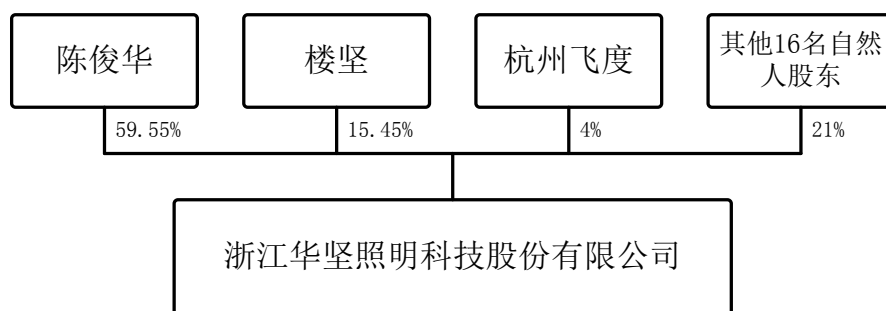 陈俊华
楼坚
杭州飞度
其他16名自然
人股东
59.55%
15.45%
4%
21%
浙江华坚照明科技股份有限公司